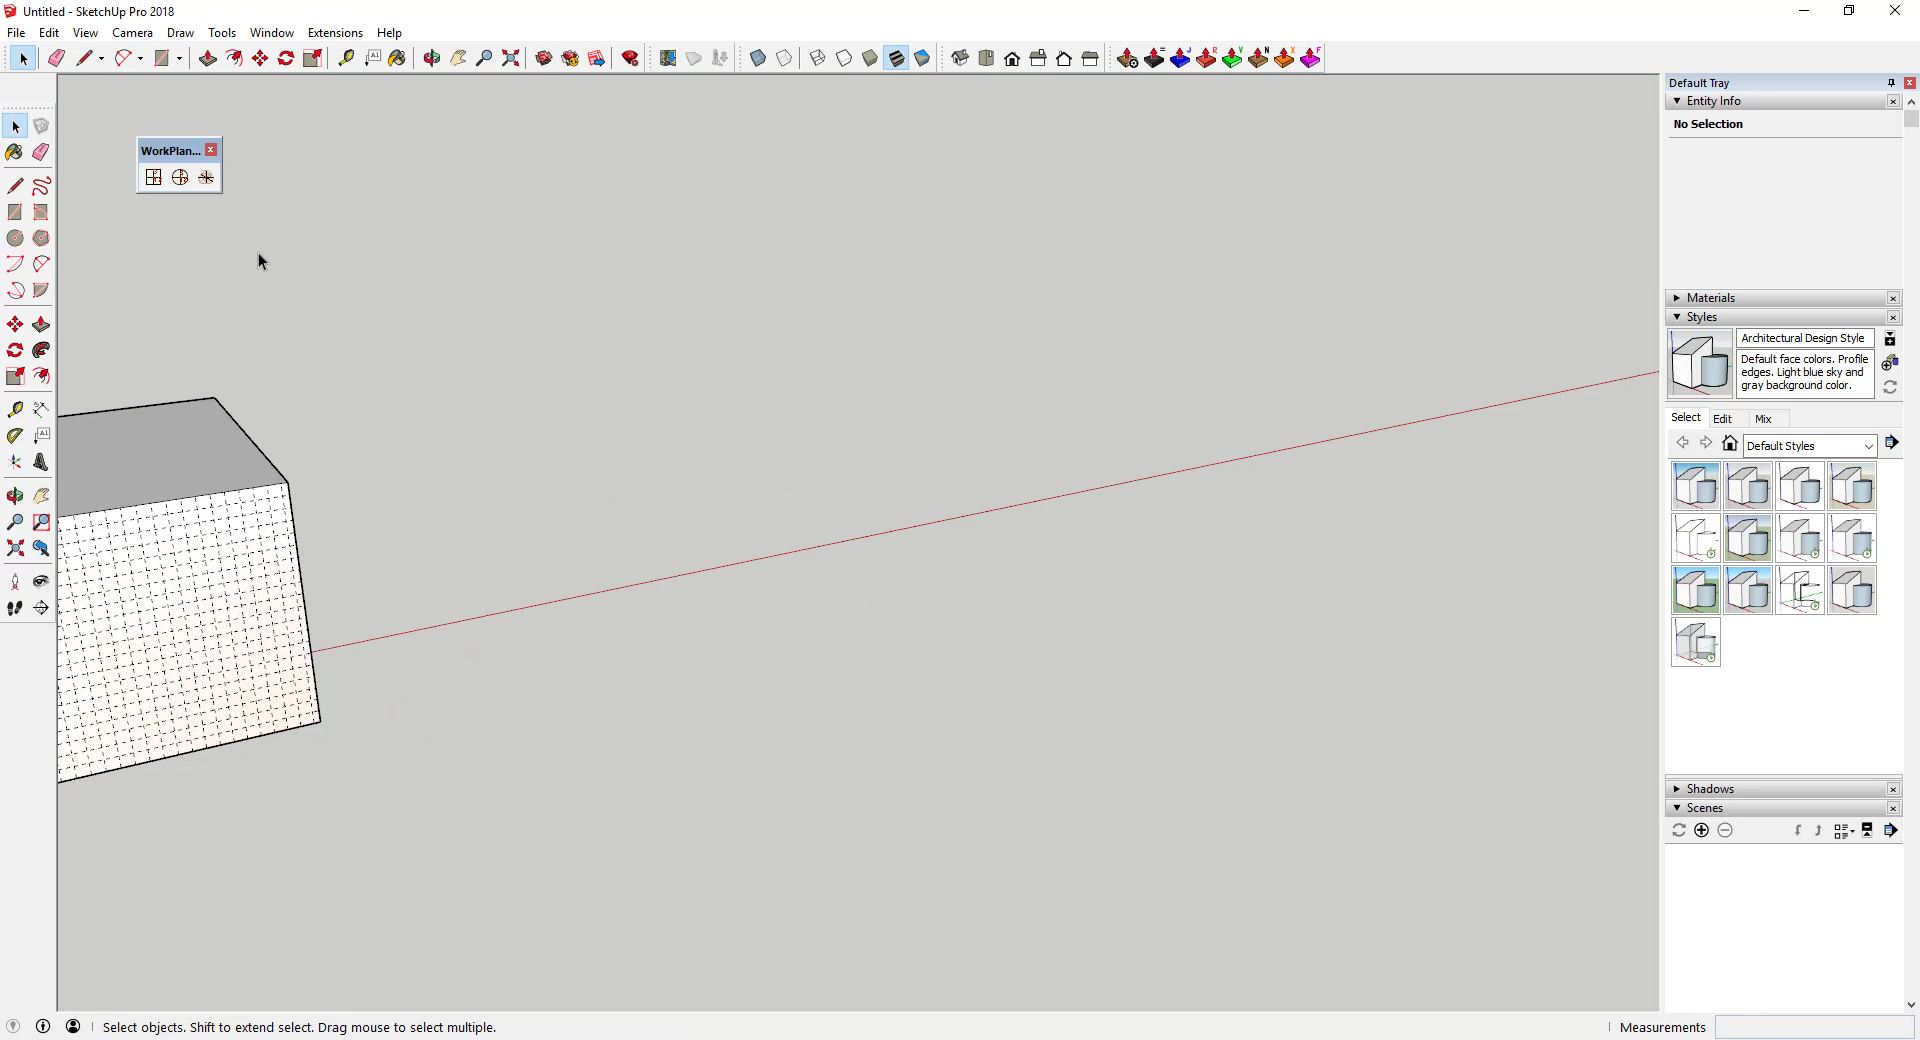 Untitled - SketchUp Pro 2018
File Edit View Camera Draw Tools Window Extensions Help
Default Tray
Entity Info
No Selection
WorkPlan...
Materials
Styles
Architectural Design Style
Default face colors. Profile
edges. Light blue sky and
gray background color.
Select Edit Mix
Default Styles
Shadows
Scenes
Select objects. Shift to extend select. Drag mouse to select multiple.
Measurements